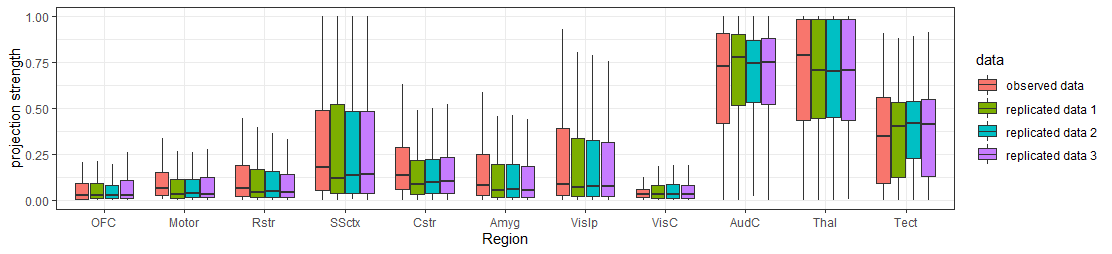 projection strength
1.00
0.75
0.50
0.25
0.00
OFC Motor Rstr SSctx Cstr Amyg VisIp VisC AudC Thal Tect
Region
data
observed data
replicated data 1
replicated data 2
replicated data 3